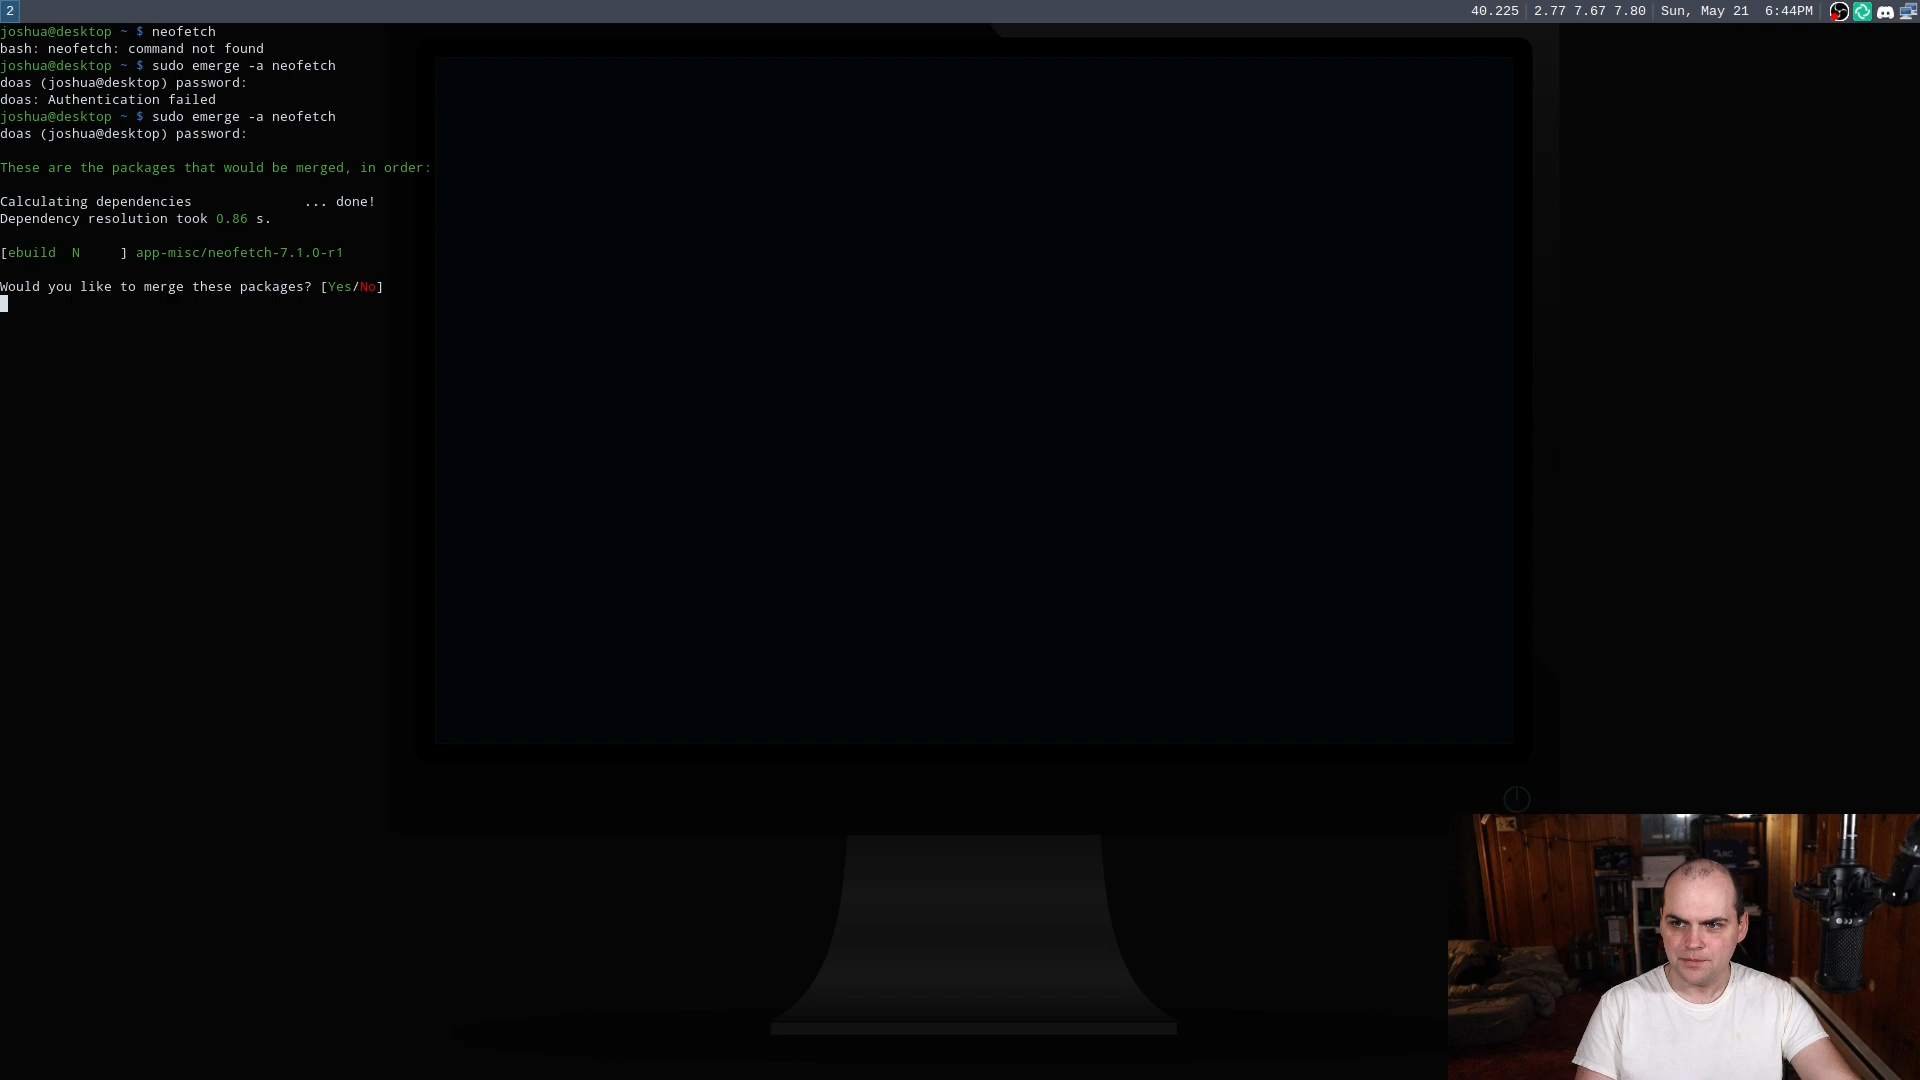 2
40.225 2.77 7.67 7.80 Sun, May 21 6:44PM
joshua@desktop ~ $ neofetch
bash: neofetch: command not found
joshua@desktop ~ $ sudo emerge -a neofetch
doas (joshua@desktop) password:
doas: Authentication failed
joshua@desktop ~ $ sudo emerge -a neofetch
doas (joshua@desktop) password:
These are the packages that would be merged, in order:
Calculating dependencies ... done!
Dependency resolution took 0.86 s.
[ebuild N ] app-misc/neofetch-7.1.0-r1
Would you like to merge these packages? [Yes/No]
ARC